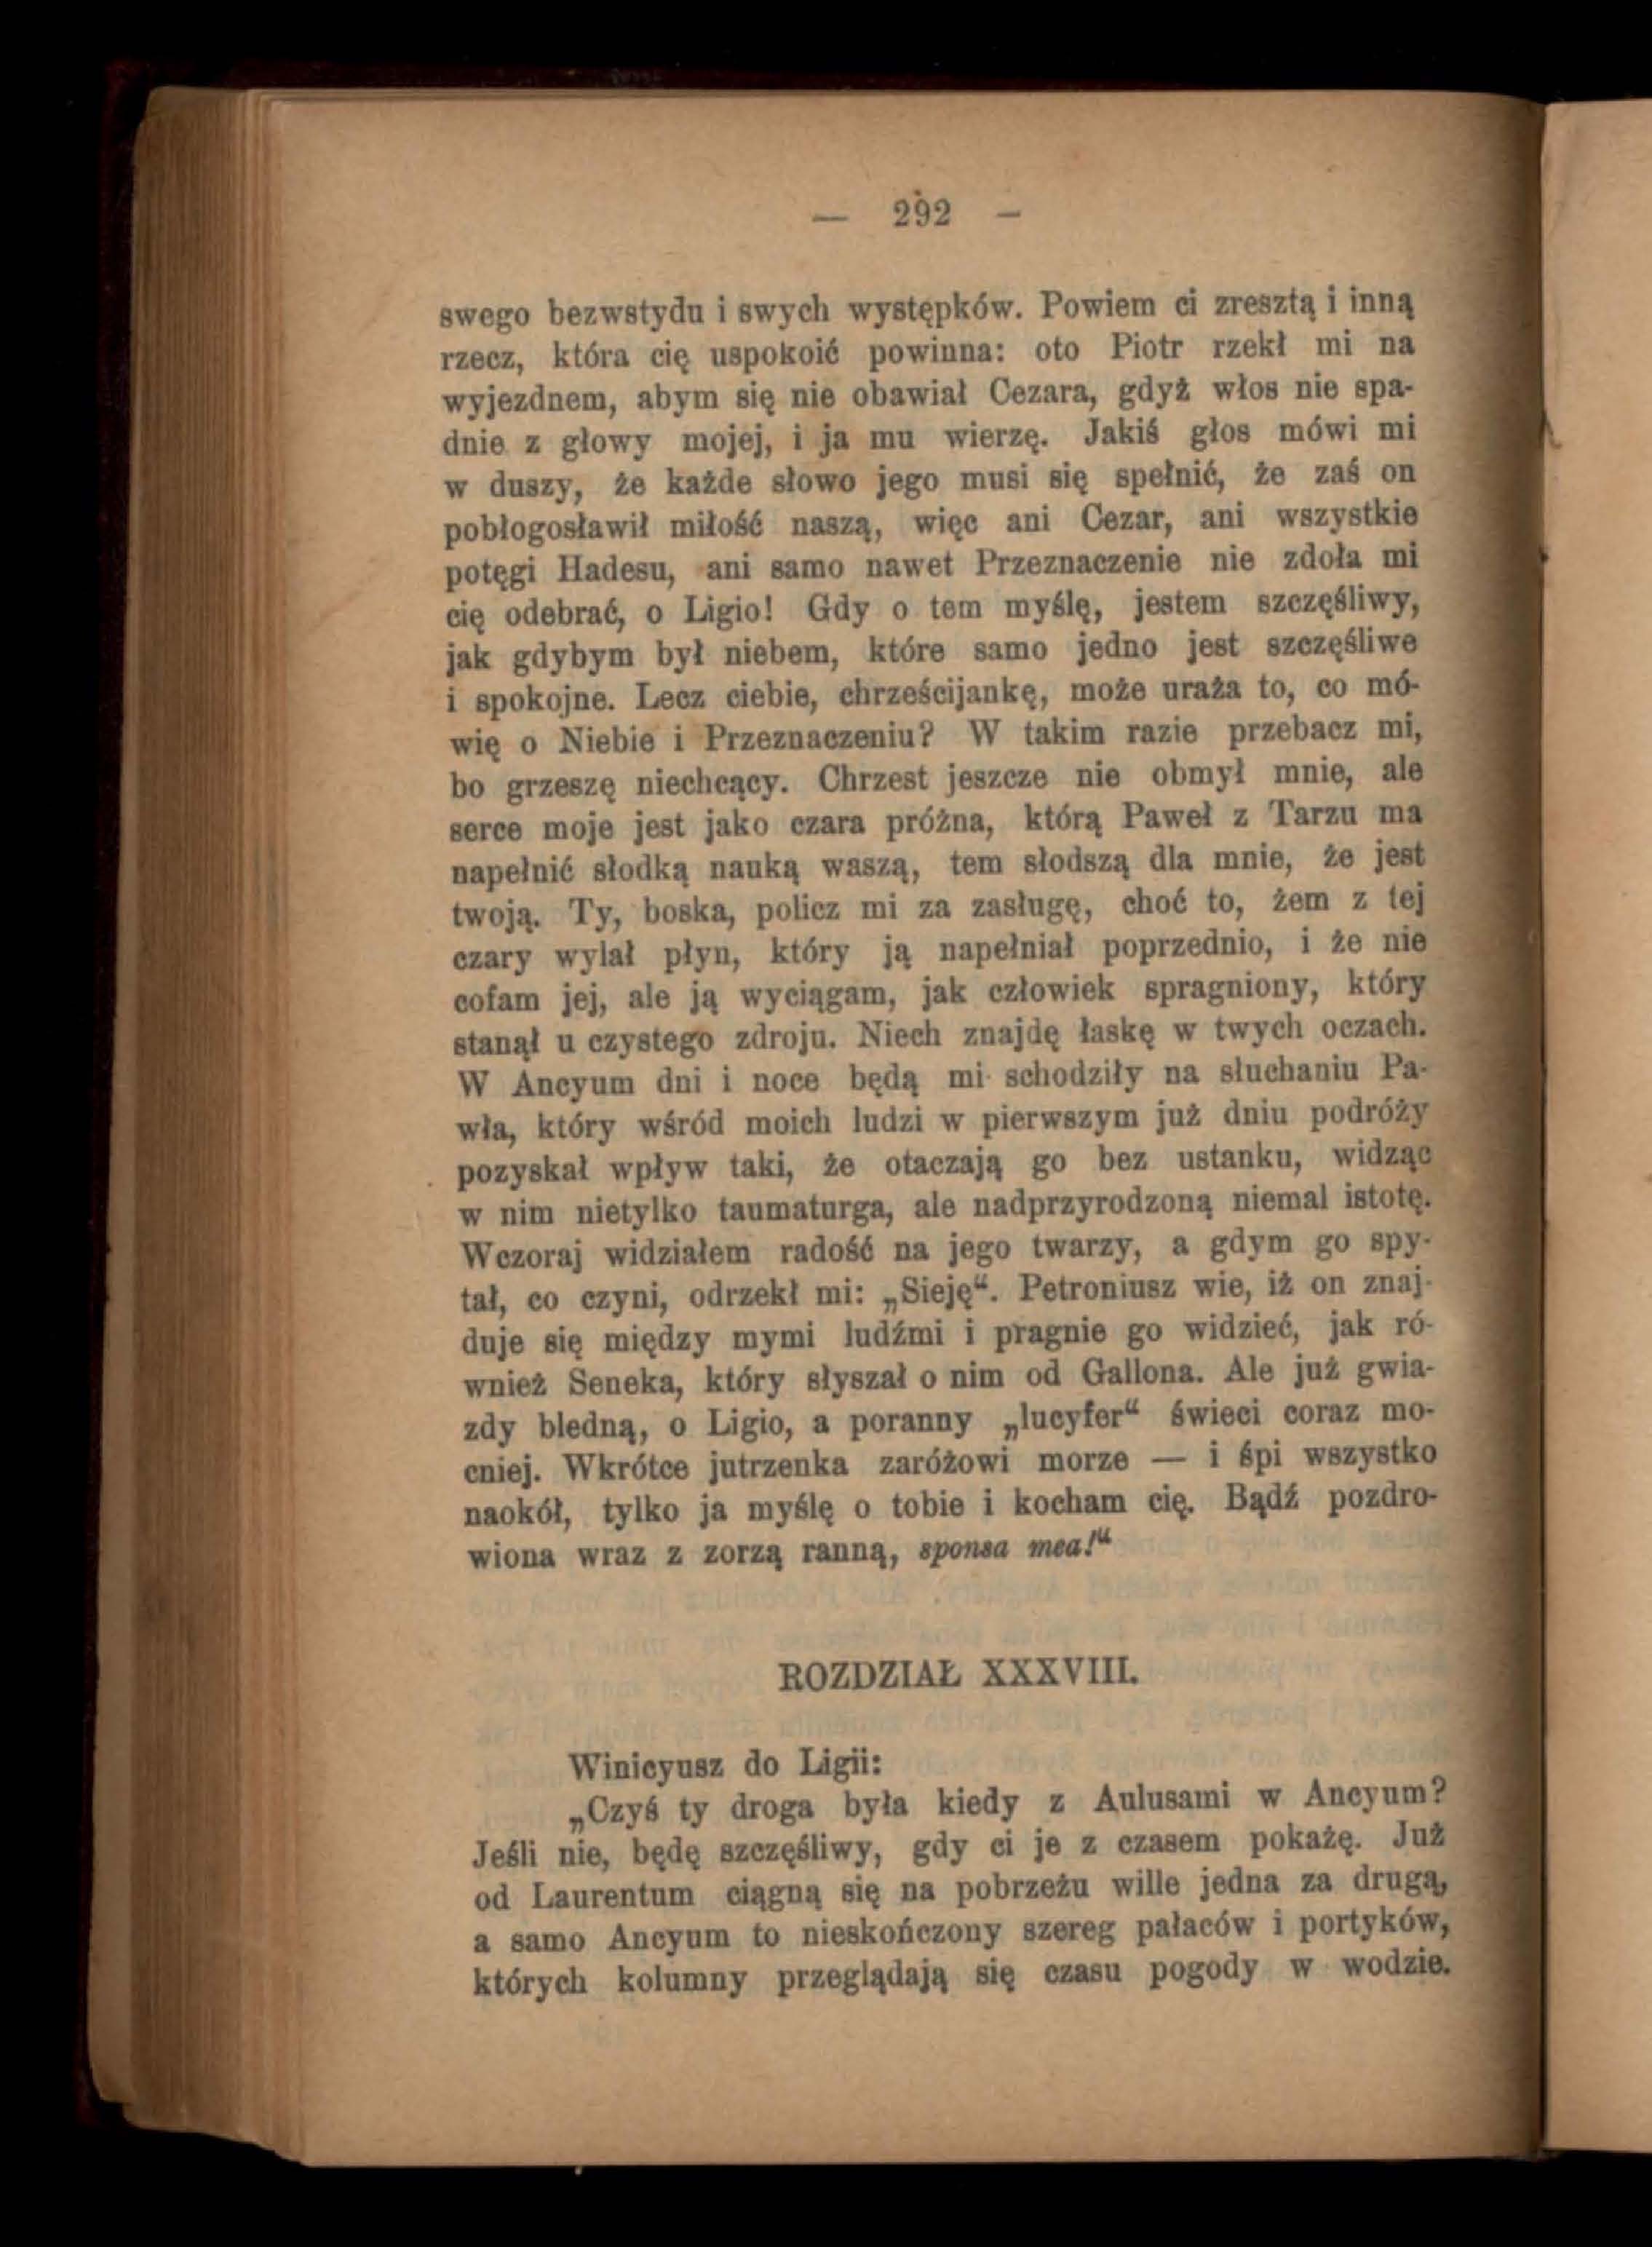 — 292 —
swego bezwstydu i swych występków. Powiem ci zresztą i inną
rzecz, która cię uspokoić powinna: oto Piotr rzekł mi na
wyjezdnem, abym się nie obawiał Cezara, gdyż włos nie spa-
dnie z głowy mojej, i ja mu wierzę. Jakiś głos mówi mi
w duszy, że każde słowo jego musi się spełnić, że zaś on
pobłogosławił miłość naszą, więc ani Cezar, ani wszystkie
potęgi Hadesu, ani samo nawet Przeznaczenie nie zdoła mi
cię odebrać, o Ligio! Gdy o tem myślę, jestem szczęśliwy,
jak gdybym był niebem, które samo jedno jest szczęśliwe
i spokojne. Lecz ciebie, chrześcijankę, może uraża to, co mó-
wię o Niebie i Przeznaczeniu? W takim razie przebacz mi,
bo grzeszę niechcący. Chrzest jeszcze nie obmył mnie, ale
serce moje jest jako czara próżna, którą Paweł z Tarzu ma
napełnić słodką nauką waszą, tem słodszą dla mnie, że jest
twoją. Ty, boska, policz mi za zasługę, choć to, żem z tej
czary wylał płyn, który ją napełniał poprzednio, i że nie
cofam jej, ale ją wyciągam, jak człowiek spragniony, który
stanął u czystego zdroju. Niech znajdę łaskę w twych oczach.
W Ancyum dni i noce będą mi schodziły na słuchaniu Pa-
wła, który wśród moich ludzi w pierwszym już dniu podróży
pozyskał wpływ taki, że otaczają go bez ustanku, widząc
w nim nietylko taumaturga, ale nadprzyrodzoną niemal istotę.
Wczoraj widziałem radość na jego twarzy, a gdym go spy-
tał, co czyni, odrzekł mi: „Sieję“. Petroniusz wie, iż on znaj-
duje się między mymi ludźmi i pragnie go widzieć, jak ró-
wnież Seneka, który słyszał o nim od Gallona. Ale już gwia-
zdy bledną, o Ligio, a poranny „lucyfer“ świeci coraz mo-
cniej. Wkrótce jutrzenka zaróżowi morze — i śpi wszystko
naokół, tylko ja myślę o tobie i kocham cię. Bądź pozdro-
wiona wraz z zorzą ranną, sponsa mea!“
ROZDZIAŁ XXXVIII.
Winicyusz do Ligii:
„Czyś ty droga była kiedy z Aulusami w Ancyum?
Jeśli nie, będę szczęśliwy, gdy ci je z czasem pokażę. Już
od Laurentum ciągną się na pobrzeżu wille jedna za drugą,
a samo Ancyum to nieskończony szereg pałaców i portyków,
których kolumny przeglądają się czasu pogody w wodzie.